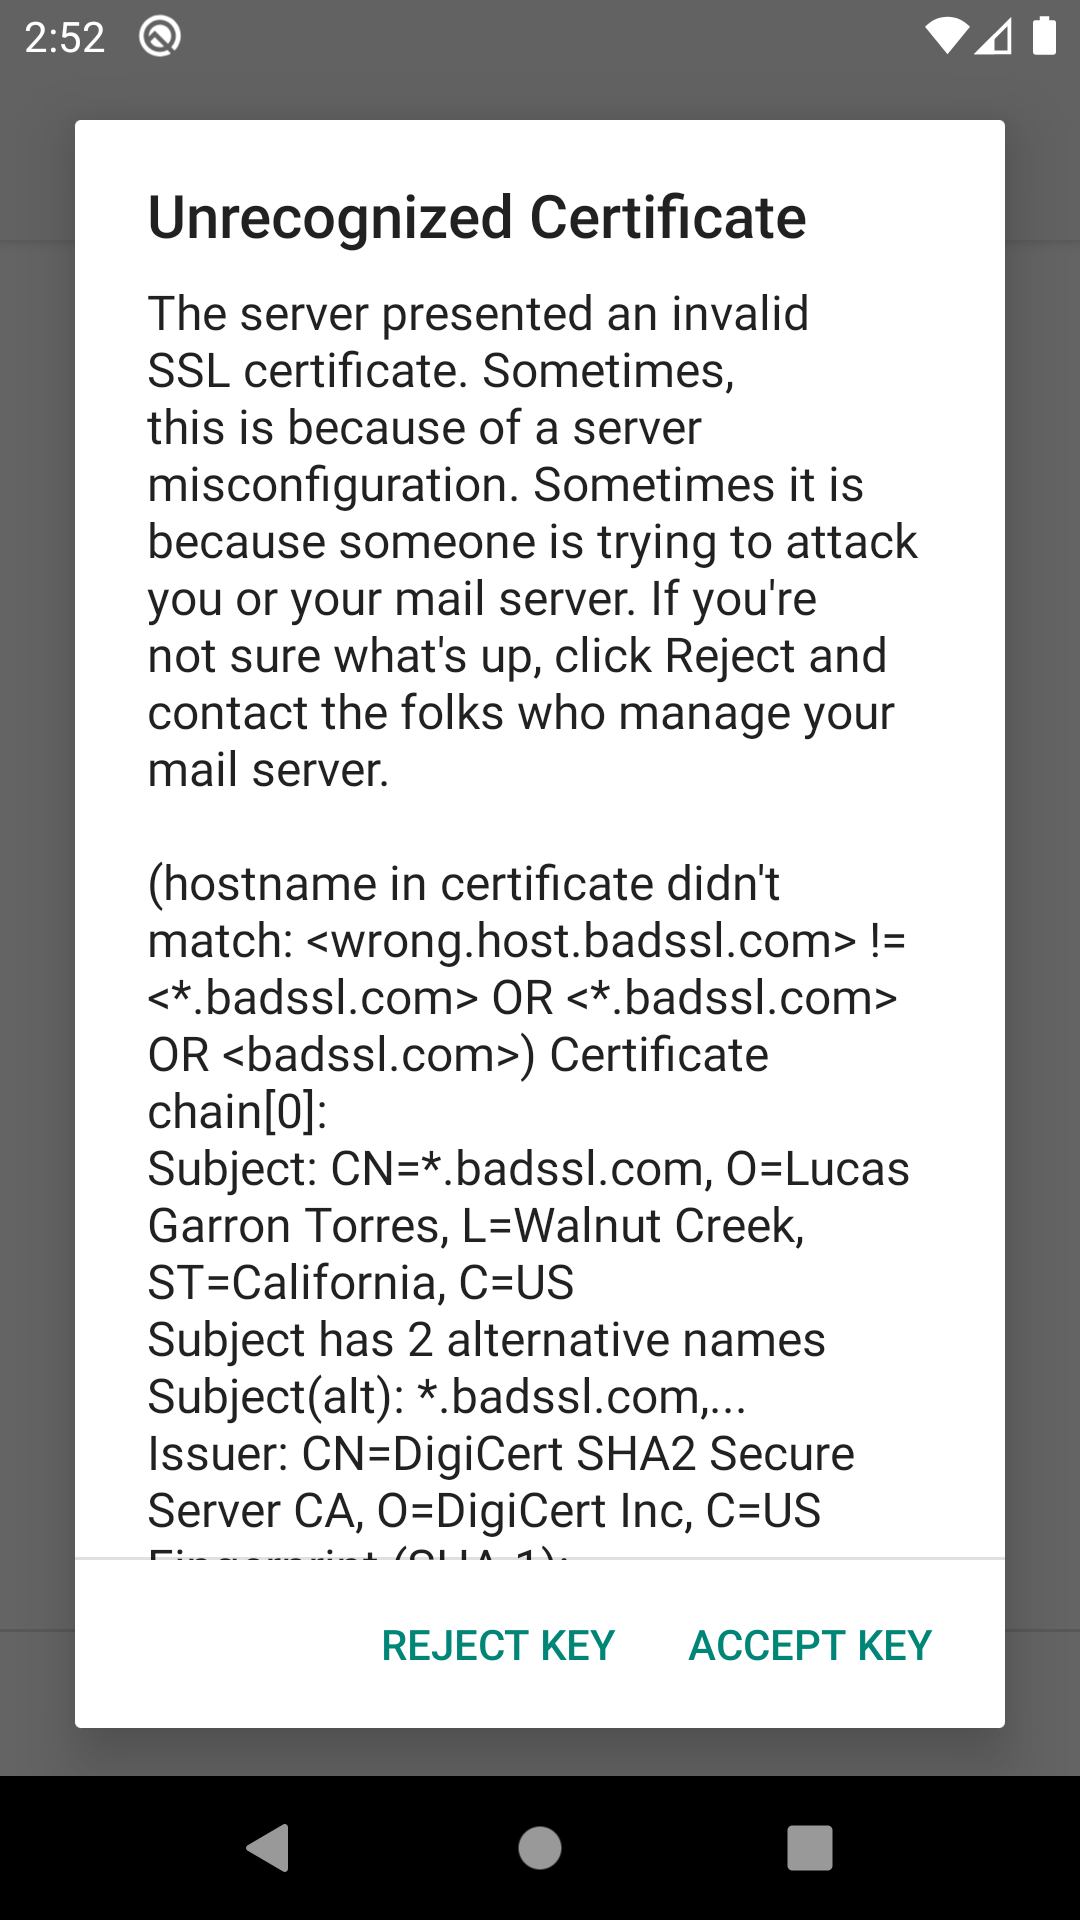 2:52
Unrecognized Certificate
The server presented an invalid
SSL certificate. Sometimes,
this is because of a server
misconfiguration. Sometimes it is
because someone is trying to attack
you or your mail server. If you're
not sure what's up, click Reject and
contact the folks who manage your
mail server.
(hostname in certificate didn't
match: <wrong.host.badssl.com> !=
<*.badssl.com> OR <*.badssl.com>
OR <badssl.com>) Certificate
chain[0]:
Subject: CN=*.badssl.com, O=Lucas
Garron Torres, L=Walnut Creek,
ST=California, C=US
Subject has 2 alternative names
Subject(alt): *.badssl.com,...
Issuer: CN=DigiCert SHA2 Secure
Server CA, O=DigiCert Inc, C=US
Fingerprint (SHA-1):
REJECT KEY ACCEPT KEY